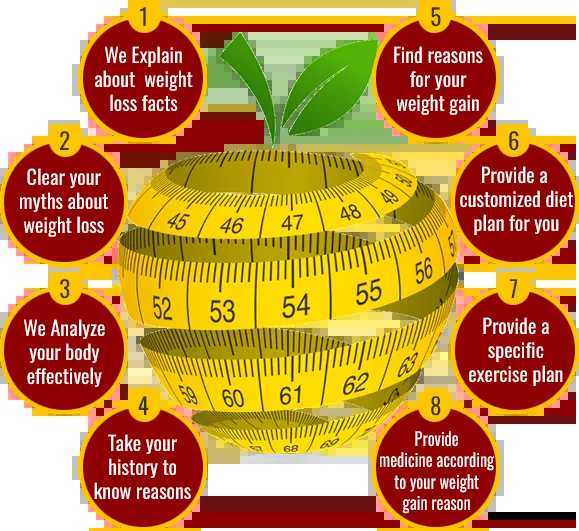 1
We Explain
about weight
loss facts
2
Clear your
myths about
weight loss
3
We Analyze
your body
effectively
4
Take your
history to
know reasons
5
Find reasons
for your
weight gain
6
Provide a
customized diet
plan for you
7
Provide a
specific
exercise plan
8
Provide
medicine according
to your weight
gain reason
45 46 47 48 49
52 53 54 55 56
59 60 61 62 63
68 69